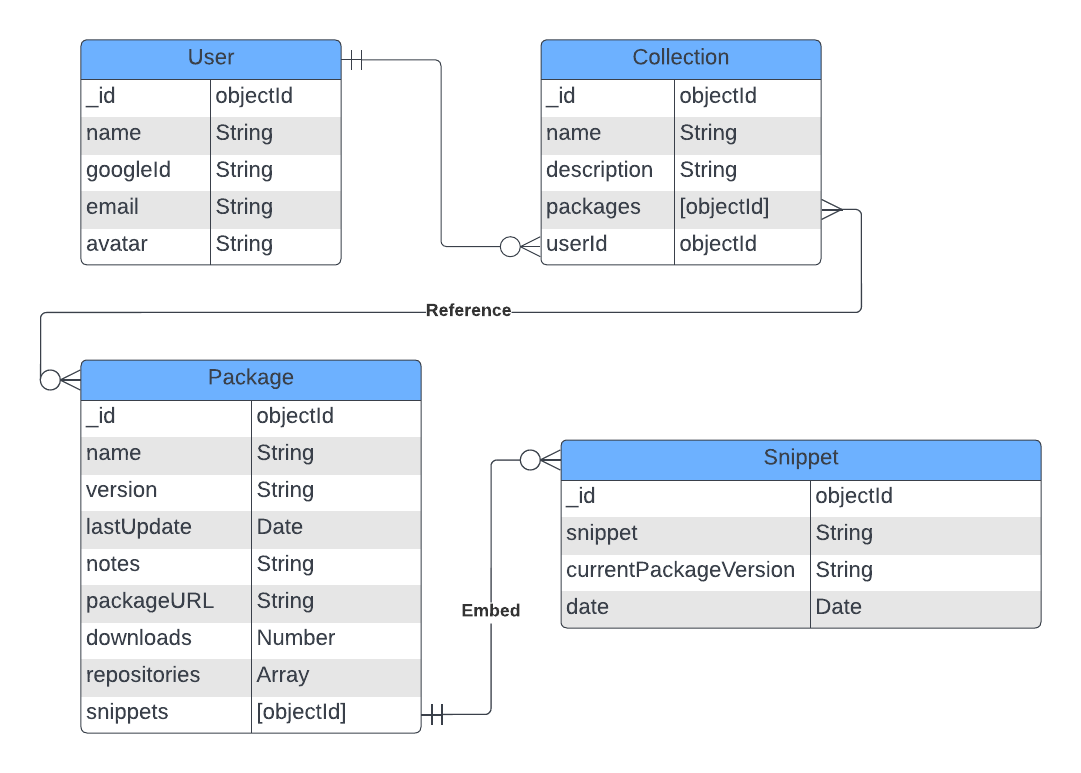 User
_id objectId
name String
googleId String
email String
avatar String
Collection
_id objectId
name String
description String
packages [objectId]
userId objectId
Reference
Package
_id objectId
name String
version String
lastUpdate Date
notes String
packageURL String
downloads Number
repositories Array
snippets [objectId]
Embed
Snippet
_id objectId
snippet String
currentPackageVersion String
date Date